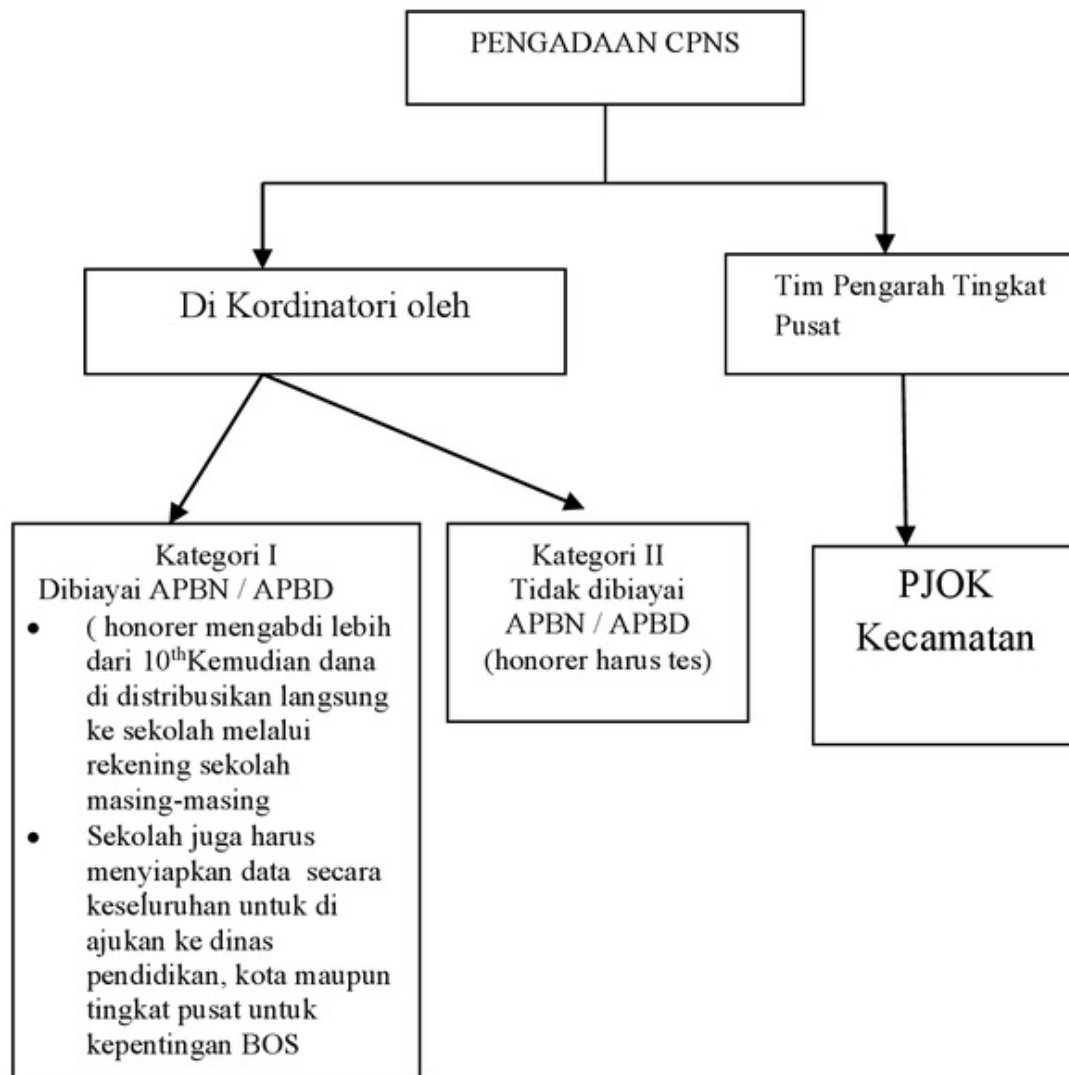 PENGADAAN CPNS
Di Kordinatori oleh
Tim Pengarah Tingkat
Pusat
Kategori I
Dibiayai APBN / APBD
• ( honorer mengabdi lebih
dari 10thKemudian dana
di distribusikan langsung
ke sekolah melalui
rekening sekolah
masing-masing
• Sekolah juga harus
menyiapkan data secara
keseluruhan untuk di
ajukan ke dinas
pendidikan, kota maupun
tingkat pusat untuk
kepentingan BOS
Kategori II
Tidak dibiayai
APBN / APBD
(honorer harus tes)
PJOK
Kecamatan